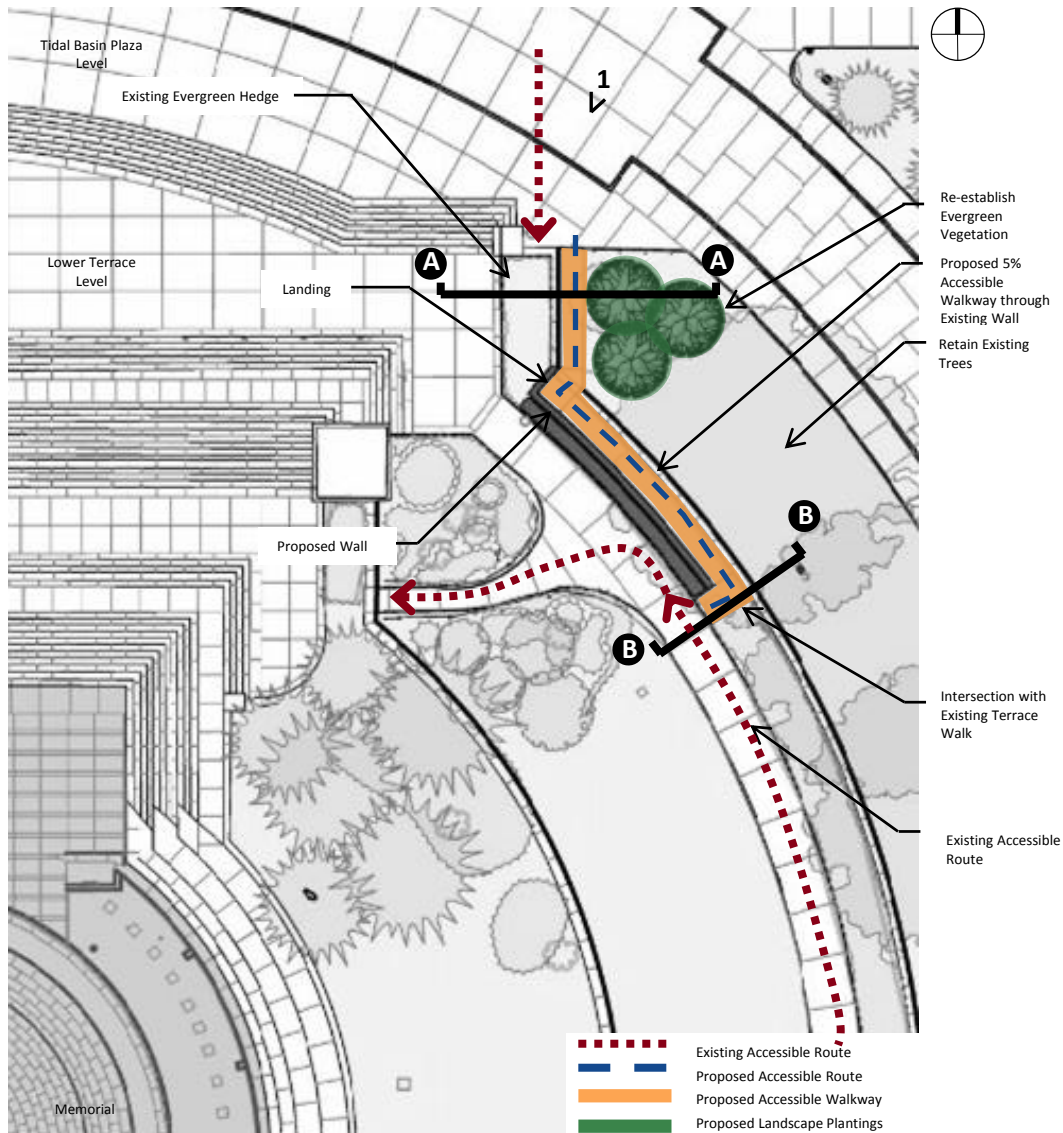 Tidal Basin Plaza
Level
Existing Evergreen Hedge
1
Re-establish
Evergreen
Vegetation
A
A
Lower Terrace
Level
Landing
Proposed 5%
Accessible
Walkway through
Existing Wall
Retain Existing
Trees
B
Proposed Wall
B
Intersection with
Existing Terrace
Walk
Existing Accessible
Route
Existing Accessible Route
Proposed Accessible Route
Proposed Accessible Walkway
Memorial
Proposed Landscape Plantings